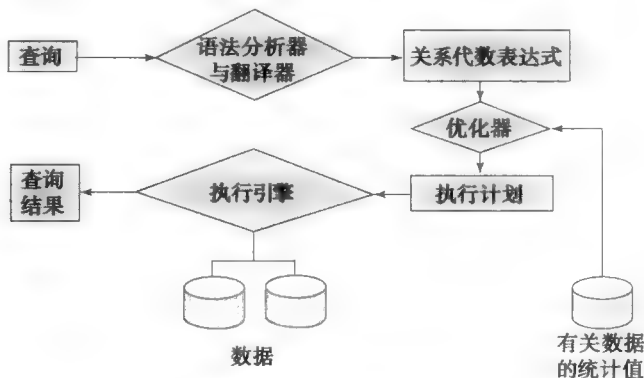 查询
语法分析器
与翻译器
关系代数表达式
优化器
查询
结果
执行引擎
执行计划
数据
有关数据
的统计值